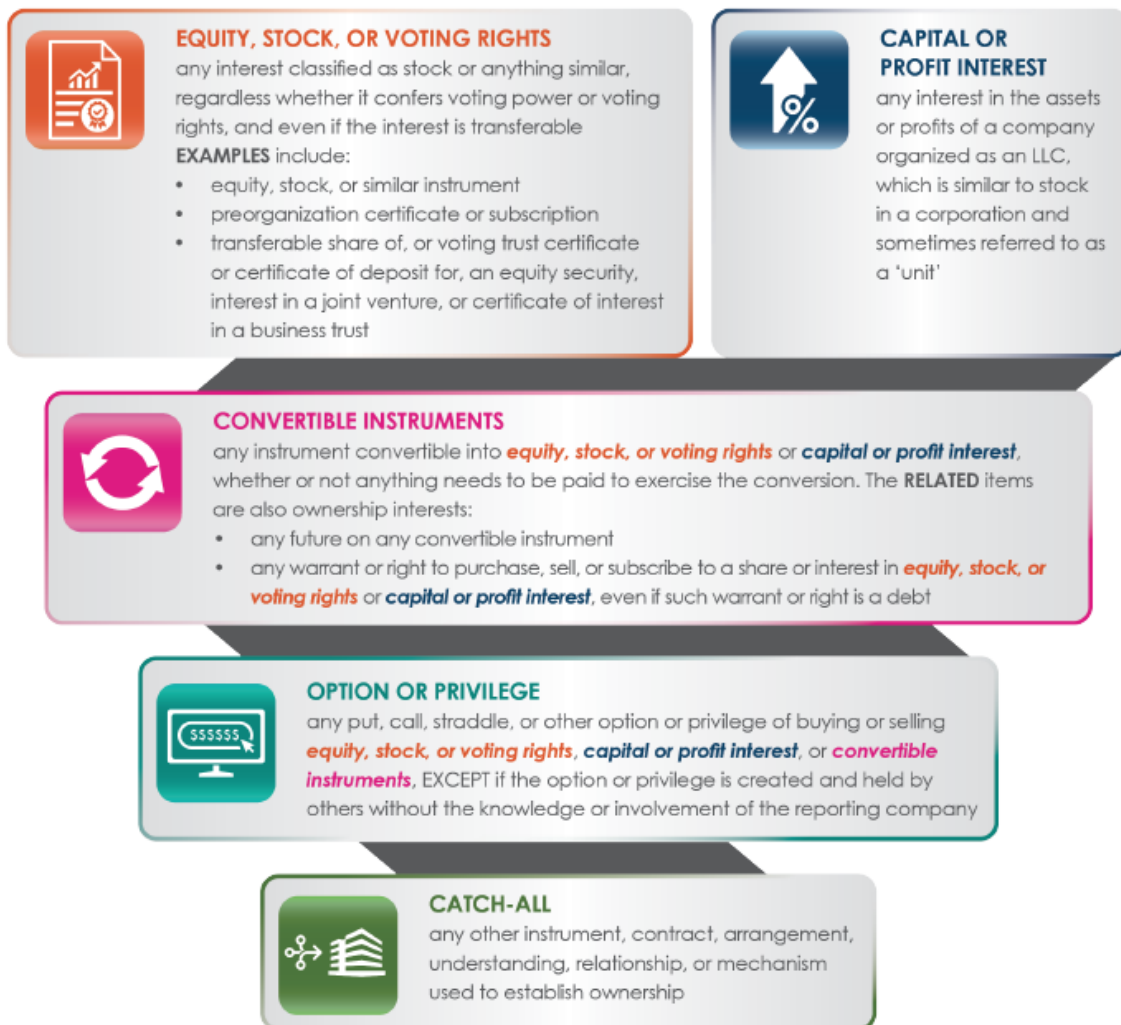 EQUITY, STOCK, OR VOTING RIGHTS
any interest classified as stock or anything similar,
regardless whether it confers voting power or voting
rights, and even if the interest is transferable
EXAMPLES include:
• equity, stock, or similar instrument
• preorganization certificate or subscription
• transferable share of, or voting trust certificate
or certificate of deposit for, an equity security,
interest in a joint venture, or certificate of interest
in a business trust
%
CAPITAL OR
PROFIT INTEREST
any interest in the assets
or profits of a company
organized as an LLC,
which is similar to stock
in a corporation and
sometimes referred to as
a ‘unit’
CONVERTIBLE INSTRUMENTS
any instrument convertible into equity, stock, or voting rights or capital or profit interest,
whether or not anything needs to be paid to exercise the conversion. The RELATED items
are also ownership interests:
• any future on any convertible instrument
• any warrant or right to purchase, sell, or subscribe to a share or interest in equity, stock, or
voting rights or capital or profit interest, even if such warrant or right is a debt
$$$$$$
OPTION OR PRIVILEGE
any put, call, straddle, or other option or privilege of buying or selling
equity, stock, or voting rights, capital or profit interest, or convertible
instruments, EXCEPT if the option or privilege is created and held by
others without the knowledge or involvement of the reporting company
CATCH-ALL
any other instrument, contract, arrangement,
understanding, relationship, or mechanism
used to establish ownership